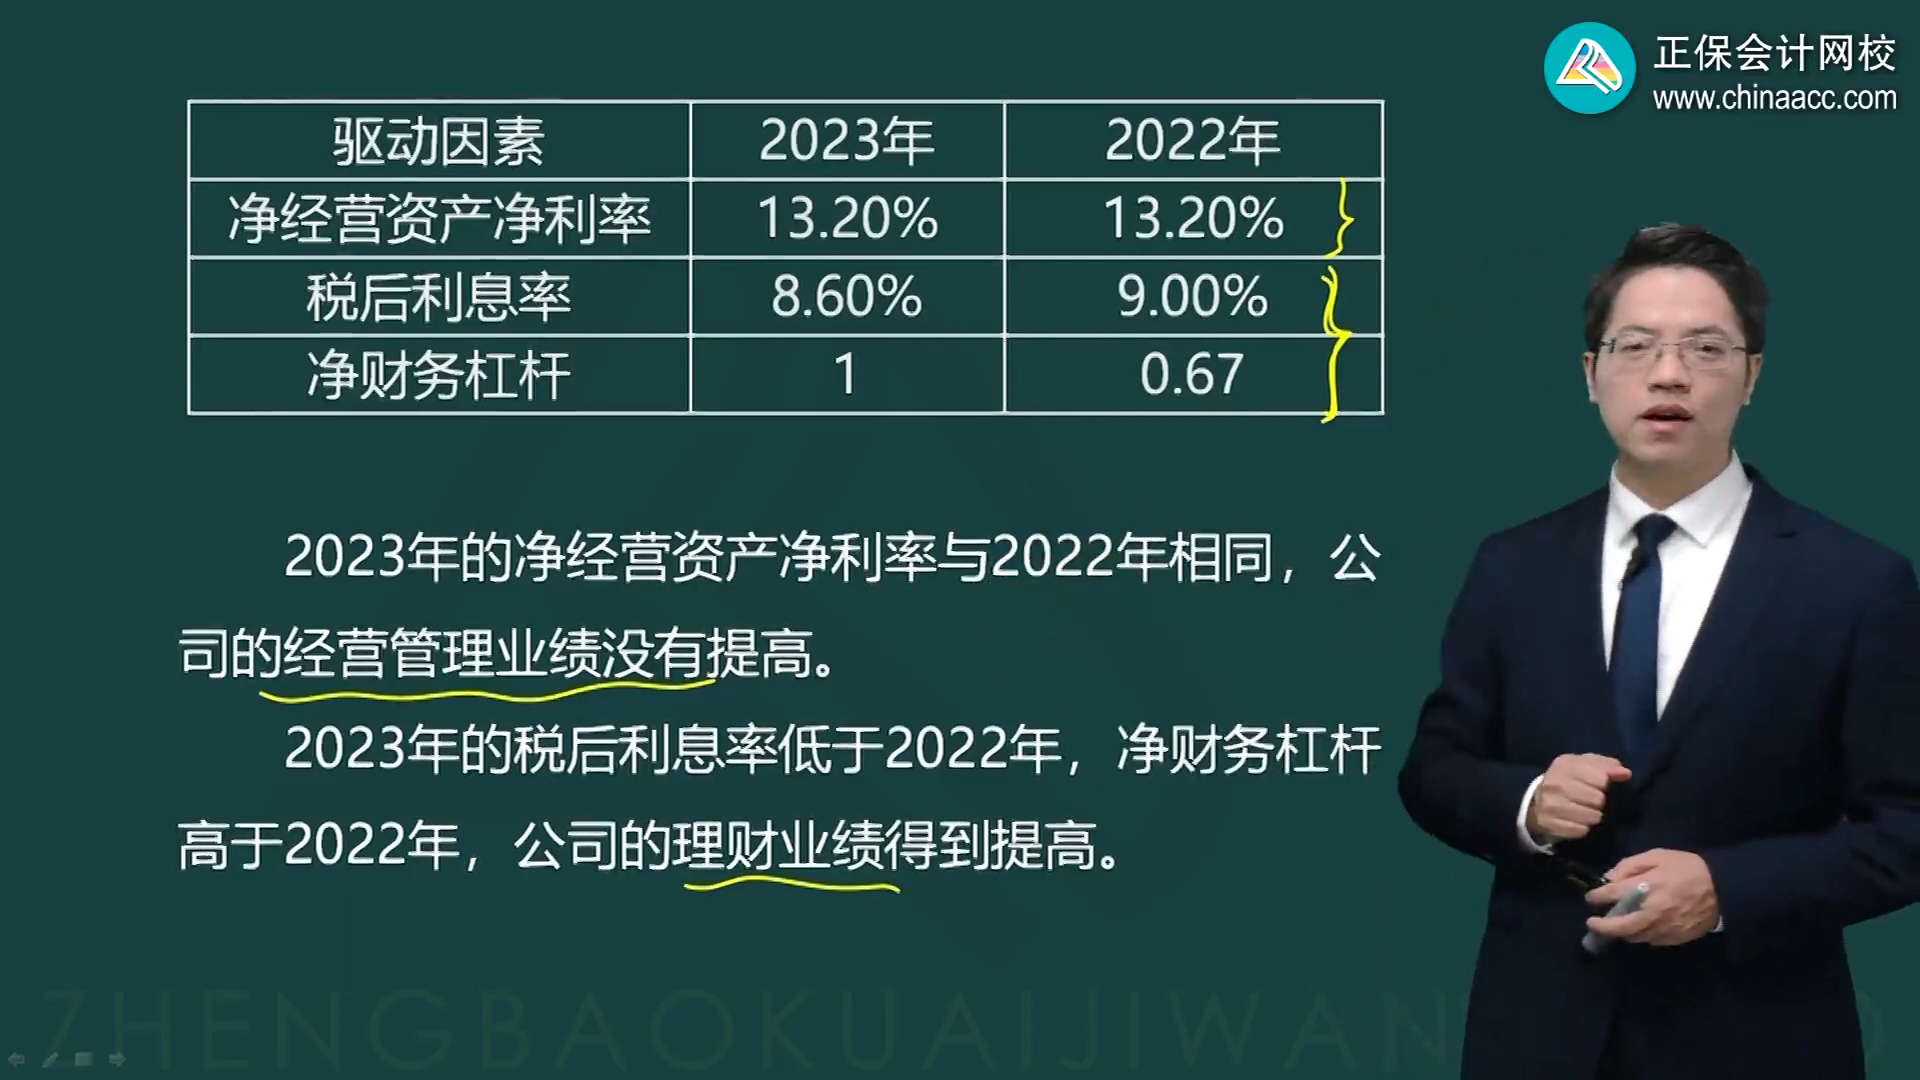 正保会计网校
www.chinaacc.com
驱动因素 2023年 2022年
净经营资产净利率 13.20% 13.20%
税后利息率 8.60% 9.00%
净财务杠杆 1 0.67
2023年的净经营资产净利率与2022年相同，公
司的经营管理业绩没有提高。
2023年的税后利息率低于2022年，净财务杠杆
高于2022年，公司的理财业绩得到提高。
ZHENGBAOKUAIJIWAN